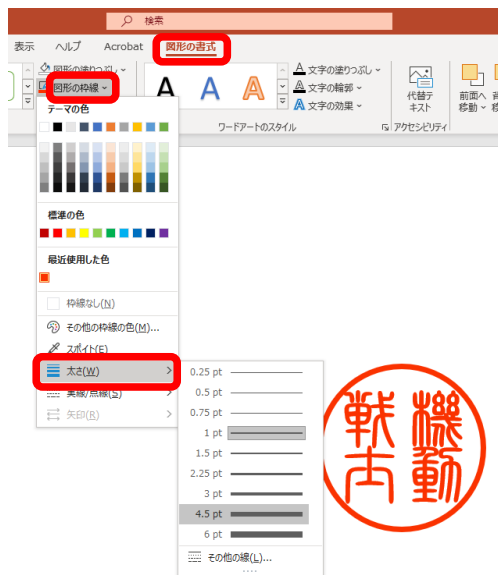 検索
表示 ヘルプ Acrobat 図形の書式
図形の塗りつぶし
図形の枠線
A A A
A 文字の塗りつぶし
A 文字の輪郭
A 文字の効果
代替テ
キスト
前面へ
移動
ワードアートのスタイル
アクセシビリティ
テーマの色
標準の色
最近使用した色
枠線なし(N)
その他の枠線の色(M)...
スポイト(E)
太さ(W)
実線/点線(S)
矢印(R)
0.25 pt
0.5 pt
0.75 pt
1 pt
1.5 pt
2.25 pt
3 pt
4.5 pt
6 pt
その他の線(L)...
機動
戦士